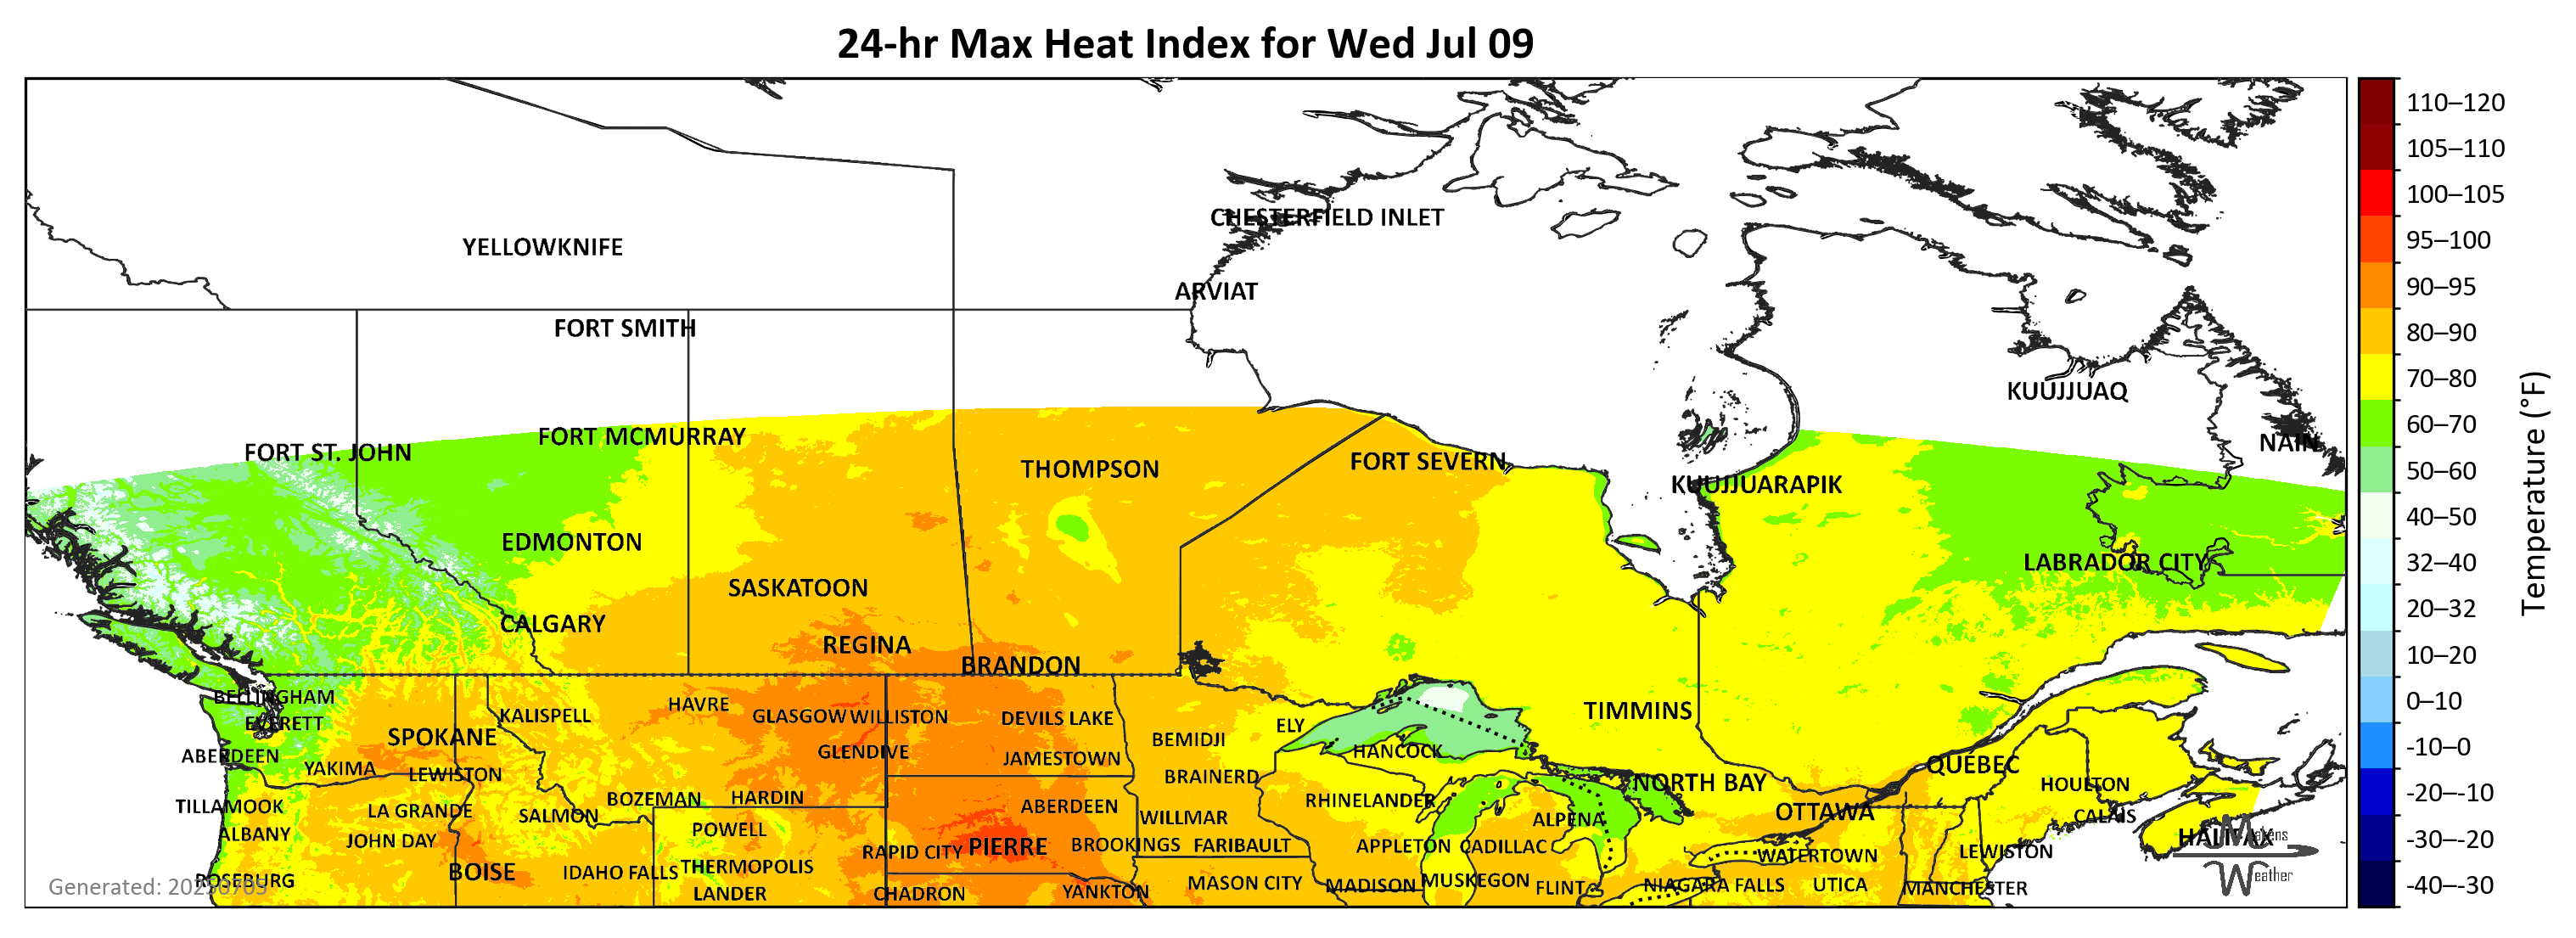 24-hr Max Heat Index for Wed Jul 09
CHESTERFIELD INLET
YELLOWKNIFE
ARVIAT
FORT SMITH
KUUJJUAQ
FORT MCMURRAY
NAIN
FORT ST. JOHN
FORT SEVERN
THOMPSON
KUUJJUARAPIK
EDMONTON
LABRADOR CITY
SASKATOON
CALGARY
REGINA
BRANDON
BELLINGHAM
HAVRE
TIMMINS
KALISPELL
GLASGOW
WILLISTON
DEVILS LAKE
EVERETT
ELY
SPOKANE
BEMIDJI
ABERDEEN
GLENDIVE
HANCOCK
JAMESTOWN
QUÉBEC
YAKIMA
LEWISTON
BRAINERD
NORTH BAY
HOULTON
BOZEMAN
HARDIN
RHINELANDER
TILLAMOOK
LA GRANDE
ABERDEEN
OTTAWA
SALMON
WILLMAR
ALPENA
CALAIS
POWELL
ALBANY
HALIFAX
JOHN DAY
PIERRE
BROOKINGS
FARIBAULT
APPLETON
CADILLAC
RAPID CITY
LEWISTON
WATERTOWN
THERMOPOLIS
BOISE
IDAHO FALLS
ROSEBURG
MUSKEGON
MASON CITY
MADISON
NIAGARA FALLS
UTICA
FLINT
MANCHESTER
LANDER
CHADRON
YANKTON
Generated: 20250705
Makens
Weather
110–120
105–110
100–105
95–100
90–95
80–90
70–80
60–70
50–60
40–50
32–40
20–32
10–20
0–10
-10–0
-20–-10
-30–-20
-40–-30
Temperature (°F)